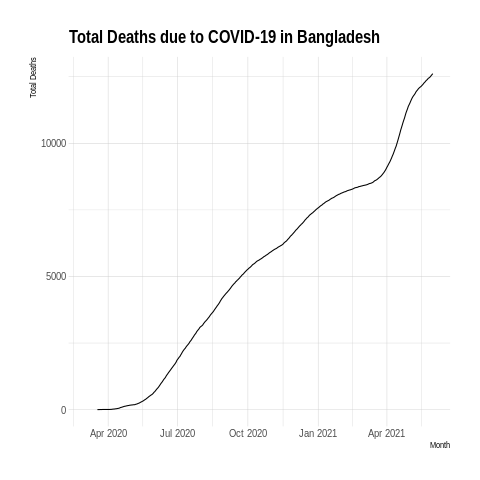 Total Deaths due to COVID-19 in Bangladesh
Total Deaths
10000
5000
0
Apr 2020 Jul 2020 Oct 2020 Jan 2021 Apr 2021
Month